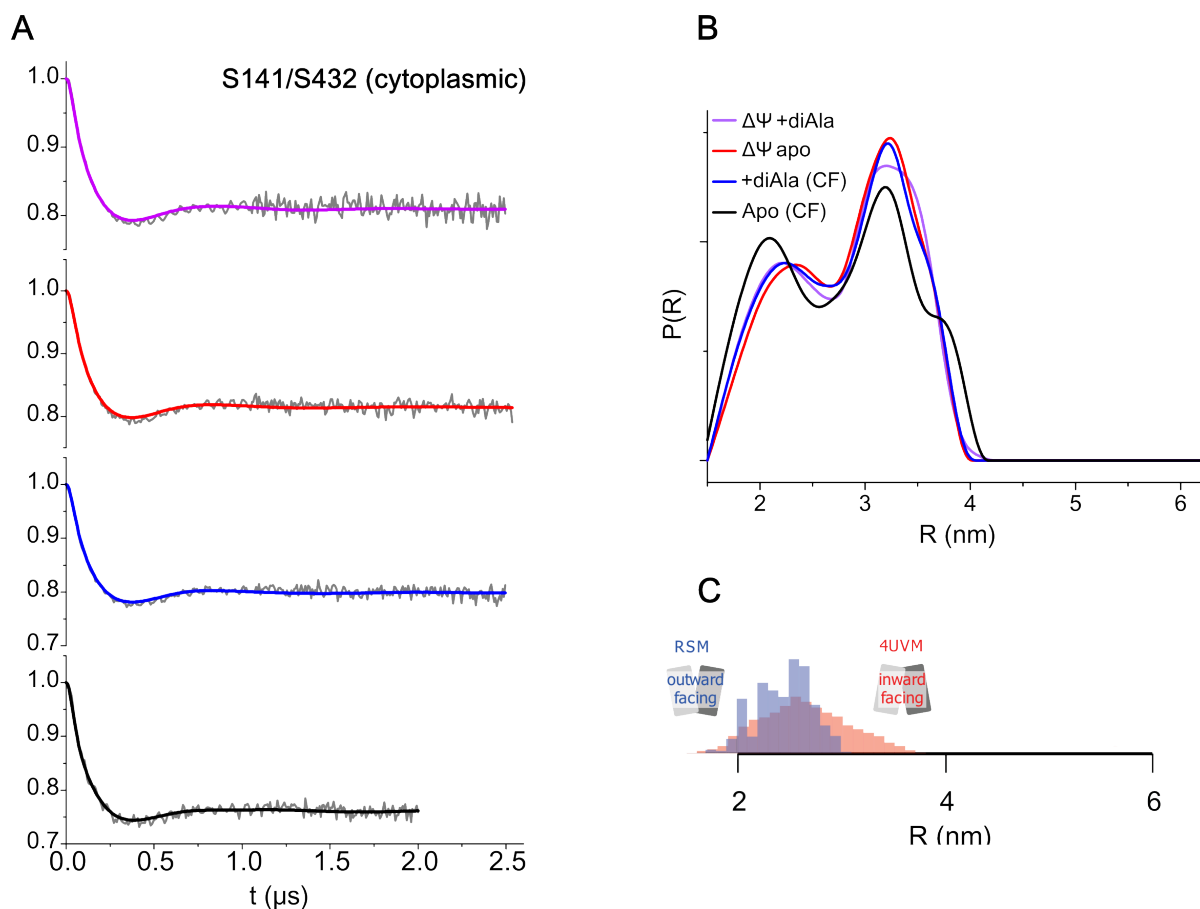 A
S141/S432 (cytoplasmic)
1.0
0.9
0.8
1.0
0.9
0.8
1.0
0.9
0.8
0.7
1.0
0.9
0.8
0.7
0.0 0.5 1.0 1.5 2.0 2.5
t (µs)
B
ΔΨ +diAla
ΔΨ apo
+diAla (CF)
Apo (CF)
P(R)
2 3 4 5 6
R (nm)
C
RSM
outward
facing
4UVM
inward
facing
2 4 6
R (nm)